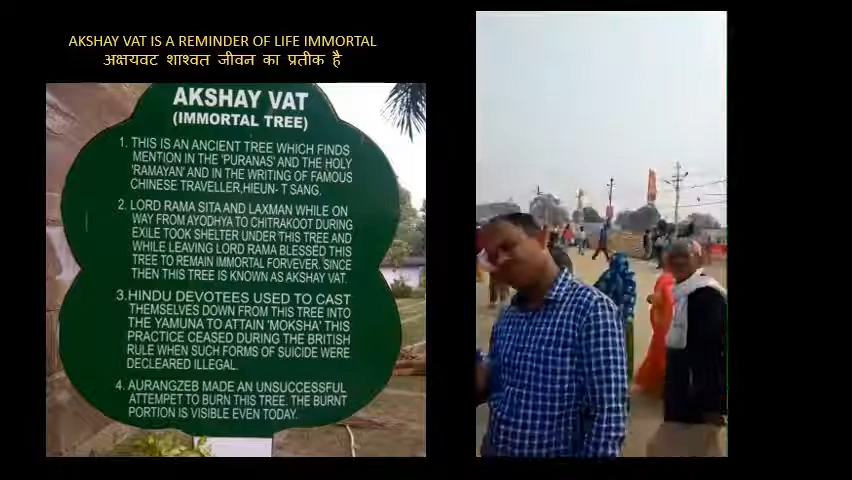 AKSHAY VAT IS A REMINDER OF LIFE IMMORTAL
अक्षयवट शाश्वत जीवन का प्रतीक है
AKSHAY VAT
(IMMORTAL TREE)
1. THIS IS AN ANCIENT TREE WHICH FINDS
MENTION IN THE 'PURANAS' AND THE HOLY
'RAMAYAN' AND IN THE WRITING OF FAMOUS
CHINESE TRAVELLER,HIEUN- T SANG.
2. LORD RAMA SITA AND LAXMAN WHILE ON
WAY FROM AYODHYA TO CHITRAKOOT DURING
EXILE TOOK SHELTER UNDER THIS TREE AND
WHILE LEAVING LORD RAMA BLESSED THIS
TREE TO REMAIN IMMORTAL FORVEVER. SINCE
THEN THIS TREE IS KNOWN AS AKSHAY VAT.
3. HINDU DEVOTEES USED TO CAST
THEMSELVES DOWN FROM THIS TREE INTO
THE YAMUNA TO ATTAIN 'MOKSHA' THIS
PRACTICE CEASED DURING THE BRITISH
RULE WHEN SUCH FORMS OF SUICIDE WERE
DECLEARED ILLEGAL.
4. AURANGZEB MADE AN UNSUCCESSFUL
ATTEMPET TO BURN THIS TREE. THE BURNT
PORTION IS VISIBLE EVEN TODAY.